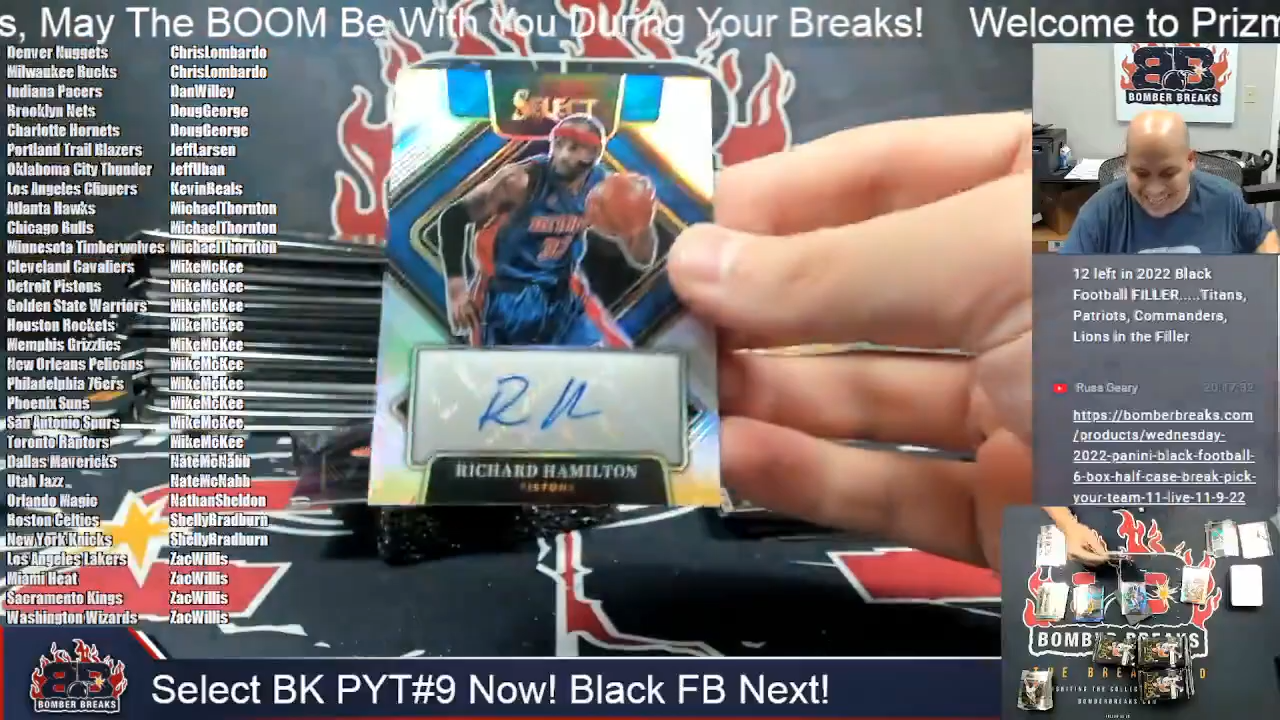 s, May The BOOM Be With You During Your Breaks! Welcome to Prizm
Denver Nuggets ChrisLombardo
Milwaukee Bucks ChrisLombardo
Indiana Pacers DanWilley
Brooklyn Nets DougGeorge
Charlotte Hornets DougGeorge
Portland Trail Blazers JeffLarsen
Oklahoma City Thunder JeffUhan
Los Angeles Clippers KevinBeals
Atlanta Hawks MichaelThornton
Chicago Bulls MichaelThornton
Minnesota Timberwolves MichaelThornton
Cleveland Cavaliers MikeMcKee
Detroit Pistons MikeMcKee
Golden State Warriors MikeMcKee
Houston Rockets MikeMcKee
Memphis Grizzlies MikeMcKee
New Orleans Pelicans MikeMcKee
Philadelphia 76ers MikeMcKee
Phoenix Suns MikeMcKee
San Antonio Spurs MikeMcKee
Toronto Raptors MikeMcKee
Dallas Mavericks NateMcNabb
Utah Jazz NateMcNabb
Orlando Magic NathanSheldon
Boston Celtics ShellyBradburn
New York Knicks ShellyBradburn
Los Angeles Lakers ZacWillis
Miami Heat ZacWillis
Sacramento Kings ZacWillis
Washington Wizards ZacWillis
SELECT
RICHARD HAMILTON
PISTONS
BB
BOMBER BREAKS
12 left in 2022 Black
Football FILLER.....Titans,
Patriots, Commanders,
Lions in the Filler
Russ Geary 20:17:32
https://bomberbreaks.com
/products/wednesday-
2022-panini-black-football-
6-box-half-case-break-pick-
your-team-11-live-11-9-22
BOMBER BREAKS
BOMBERBREAKS.COM
BB
BOMBER BREAKS
Select BK PYT#9 Now! Black FB Next!